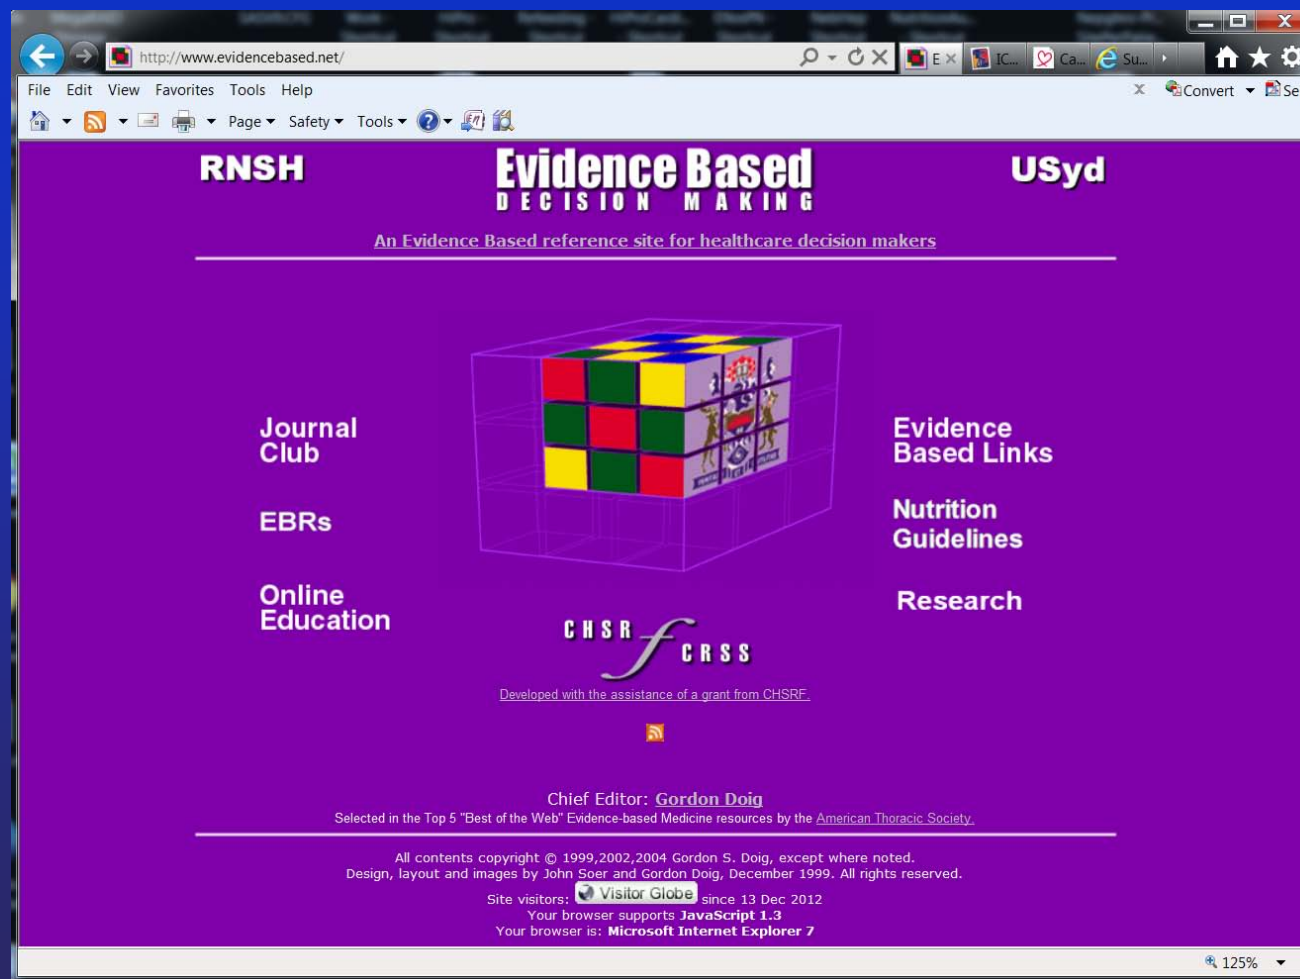 http://www.evidencebased.net/
E
IC...
Ca...
Su...
File Edit View Favorites Tools Help
Convert
Se
Page Safety Tools
RNSH
Evidence Based
DECISION MAKING
USyd
An Evidence Based reference site for healthcare decision makers
Journal
Club
EBRs
Online
Education
Evidence
Based Links
Nutrition
Guidelines
Research
CHSR f CRSS
Developed with the assistance of a grant from CHSRF.
Chief Editor: Gordon Doig
Selected in the Top 5 "Best of the Web" Evidence-based Medicine resources by the American Thoracic Society.
All contents copyright © 1999,2002,2004 Gordon S. Doig, except where noted.
Design, layout and images by John Soer and Gordon Doig, December 1999. All rights reserved.
Site visitors: Visitor Globe since 13 Dec 2012
Your browser supports JavaScript 1.3
Your browser is: Microsoft Internet Explorer 7
125%